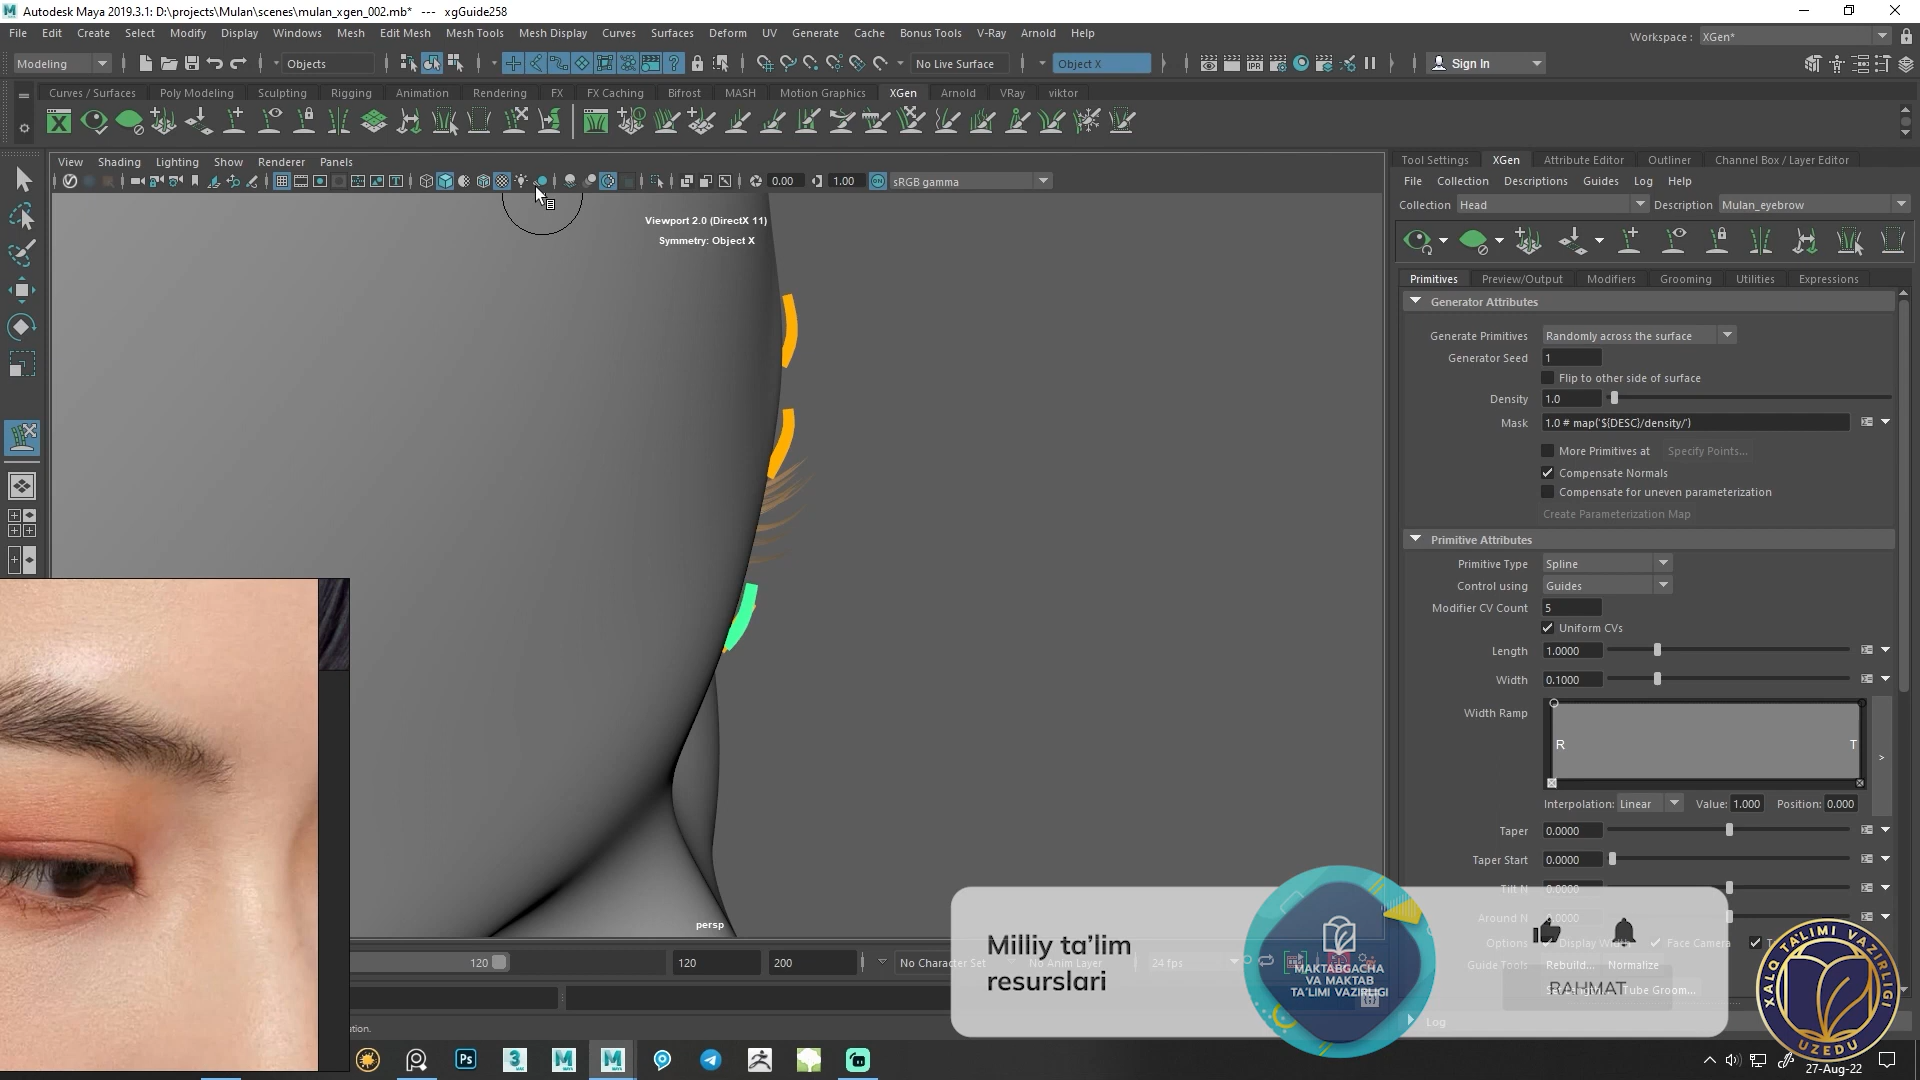 Autodesk Maya 2019.3.1: D:\projects\Mulan\scenes\mulan_xgen_002.mb* --- xgGuide258
File Edit Create Select Modify Display Windows Mesh Edit Mesh Mesh Tools Mesh Display Curves Surfaces Deform UV Generate Cache Bonus Tools V-Ray Arnold Help
Workspace : XGen*
Modeling Objects No Live Surface Object X Sign In
Curves / Surfaces Poly Modeling Sculpting Rigging Animation Rendering FX FX Caching Bifrost MASH Motion Graphics XGen Arnold VRay viktor
View Shading Lighting Show Renderer Panels
0.00 1.00 sRGB gamma
Viewport 2.0 (DirectX 11)
Symmetry: Object X
persp
Tool Settings XGen Attribute Editor Outliner Channel Box / Layer Editor
File Collection Descriptions Guides Log Help
Collection Head Description Mulan_eyebrow
Primitives Preview/Output Modifiers Grooming Utilities Expressions
Generator Attributes
Generate Primitives Randomly across the surface
Generator Seed 1
Flip to other side of surface
Density 1.0
Mask 1.0 # map('${DESC}/density/')
More Primitives at Specify Points...
Compensate Normals
Compensate for uneven parameterization
Create Parameterization Map
Primitive Attributes
Primitive Type Spline
Control using Guides
Modifier CV Count 5
Uniform CVs
Length 1.0000
Width 0.1000
Width Ramp
R T
Interpolation: Linear Value: 1.000 Position: 0.000
Taper 0.0000
Taper Start 0.0000
Tilt N 0.0000
Around N 0.0000
Options Display Width Face Camera
Guide Tools Rebuild... Normalize
Tube Groom...
Log
120 120 200 No Character Set No Anim Layer 24 fps
Milliy ta'lim
resurslari
MAKTABGACHA
VA MAKTAB
TA'LIMI VAZIRLIGI
RAHMAT
XALQ TA'LIMI VAZIRLIGI
UZEDU
Ps
27-Aug-22